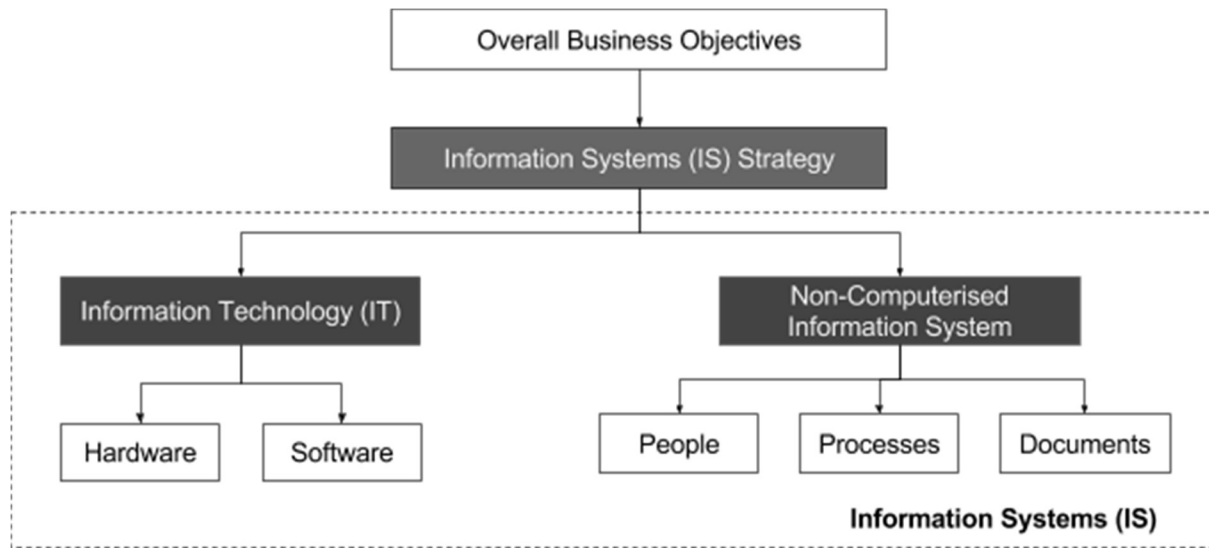 Overall Business Objectives
Information Systems (IS) Strategy
Information Technology (IT)
Non-Computerised
Information System
Hardware
Software
People
Processes
Documents
Information Systems (IS)